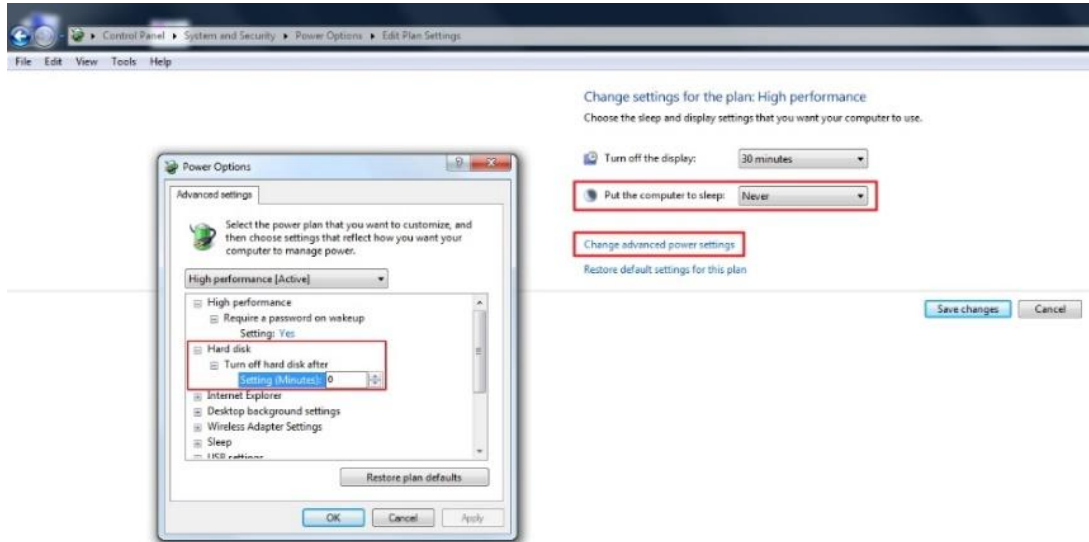 Control Panel ▸ System and Security ▸ Power Options ▸ Edit Plan Settings
File Edit View Tools Help
Change settings for the plan: High performance
Choose the sleep and display settings that you want your computer to use.
Turn off the display: 30 minutes
Put the computer to sleep: Never
Change advanced power settings
Restore default settings for this plan
Save changes Cancel
Power Options
Advanced settings
Select the power plan that you want to customize, and
then choose settings that reflect how you want your
computer to manage power.
High performance [Active]
High performance
Require a password on wakeup
Setting: Yes
Hard disk
Turn off hard disk after
Setting (Minutes): 0
Internet Explorer
Desktop background settings
Wireless Adapter Settings
Sleep
USB settings
Restore plan defaults
OK Cancel Apply